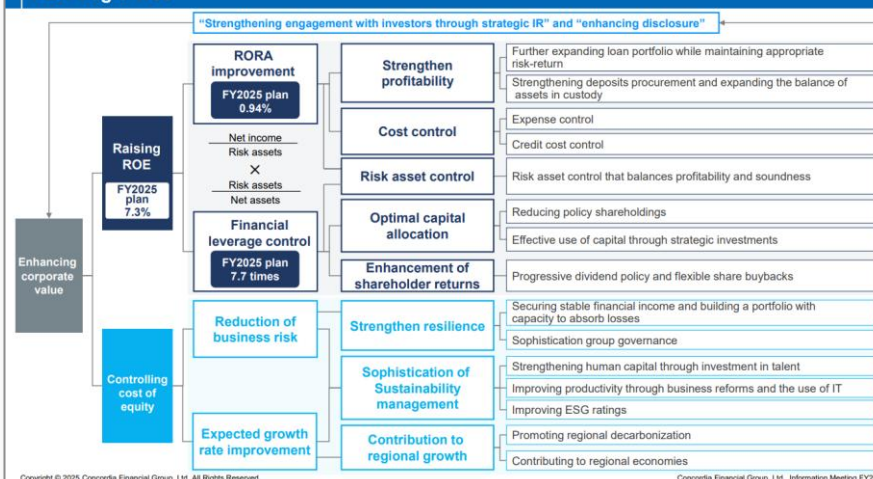 “Strengthening engagement with investors through strategic IR” and “enhancing disclosure”
Enhancing
corporate
value
Raising
ROE
FY2025
plan
7.3%
RORA
improvement
FY2025 plan
0.94%
Net income
Risk assets
×
Risk assets
Net assets
Financial
leverage control
FY2025 plan
7.7 times
Strengthen
profitability
Further expanding loan portfolio while maintaining appropriate
risk-return
Strengthening deposits procurement and expanding the balance of
assets in custody
Cost control
Expense control
Credit cost control
Risk asset control
Risk asset control that balances profitability and soundness
Optimal capital
allocation
Reducing policy shareholdings
Effective use of capital through strategic investments
Enhancement of
shareholder returns
Progressive dividend policy and flexible share buybacks
Controlling
cost of
equity
Reduction of
business risk
Strengthen resilience
Securing stable financial income and building a portfolio with
capacity to absorb losses
Sophistication group governance
Sophistication of
Sustainability
management
Strengthening human capital through investment in talent
Improving productivity through business reforms and the use of IT
Improving ESG ratings
Expected growth
rate improvement
Contribution to
regional growth
Promoting regional decarbonization
Contributing to regional economies
Copyright © 2025 Concordia Financial Group, Ltd. All Rights Reserved.
Concordia Financial Group, Ltd. Information Meeting FY2